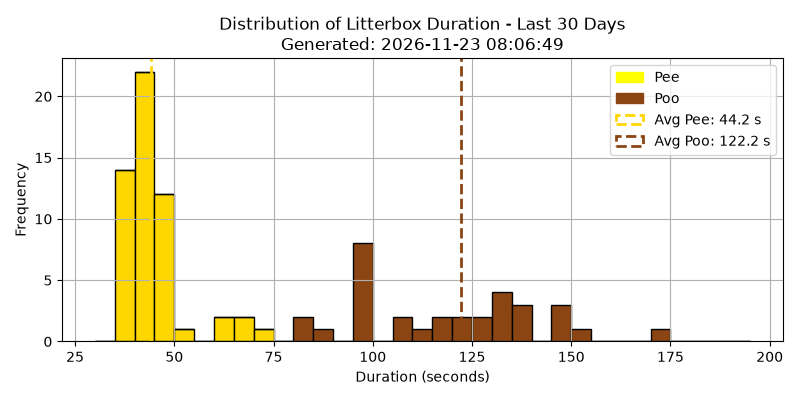 Distribution of Litterbox Duration - Last 30 Days
Generated: 2026-11-23 08:06:49
Pee
Poo
Avg Pee: 44.2 s
Avg Poo: 122.2 s
Frequency
20
15
10
5
0
25 50 75 100 125 150 175 200
Duration (seconds)